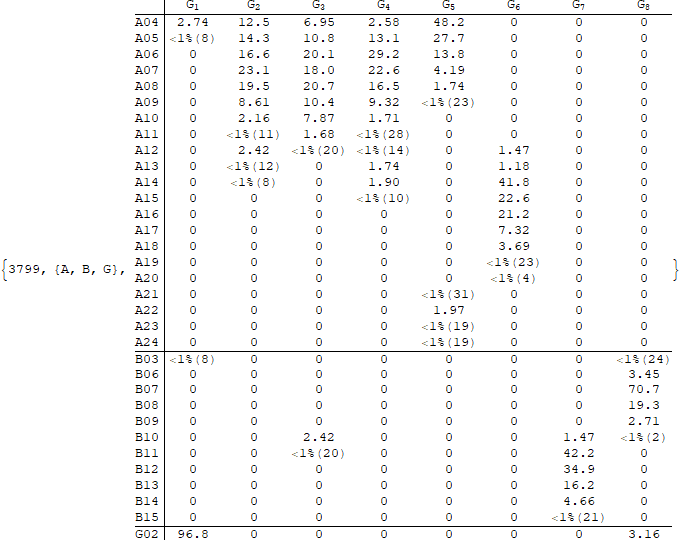 G₁ G₂ G₃ G₄ G₅ G₆ G₇ G₈
A04 2.74 12.5 6.95 2.58 48.2 0 0 0
A05 <1%(8) 14.3 10.8 13.1 27.7 0 0 0
A06 0 16.6 20.1 29.2 13.8 0 0 0
A07 0 23.1 18.0 22.6 4.19 0 0 0
A08 0 19.5 20.7 16.5 1.74 0 0 0
A09 0 8.61 10.4 9.32 <1%(23) 0 0 0
A10 0 2.16 7.87 1.71 0 0 0 0
A11 0 <1%(11) 1.68 <1%(28) 0 0 0 0
A12 0 2.42 <1%(20) <1%(14) 0 1.47 0 0
A13 0 <1%(12) 0 1.74 0 1.18 0 0
A14 0 <1%(8) 0 1.90 0 41.8 0 0
A15 0 0 0 <1%(10) 0 22.6 0 0
A16 0 0 0 0 0 21.2 0 0
A17 0 0 0 0 0 7.32 0 0
A18 0 0 0 0 0 3.69 0 0
A19 0 0 0 0 0 <1%(23) 0 0
{3799, {A, B, G}, A20 0 0 0 0 0 <1%(4) 0 0 }
A21 0 0 0 0 <1%(31) 0 0 0
A22 0 0 0 0 1.97 0 0 0
A23 0 0 0 0 <1%(19) 0 0 0
A24 0 0 0 0 <1%(19) 0 0 0
B03 <1%(8) 0 0 0 0 0 0 <1%(24)
B06 0 0 0 0 0 0 0 3.45
B07 0 0 0 0 0 0 0 70.7
B08 0 0 0 0 0 0 0 19.3
B09 0 0 0 0 0 0 0 2.71
B10 0 0 2.42 0 0 0 1.47 <1%(2)
B11 0 0 <1%(20) 0 0 0 42.2 0
B12 0 0 0 0 0 0 34.9 0
B13 0 0 0 0 0 0 16.2 0
B14 0 0 0 0 0 0 4.66 0
B15 0 0 0 0 0 0 <1%(21) 0
G02 96.8 0 0 0 0 0 0 3.16